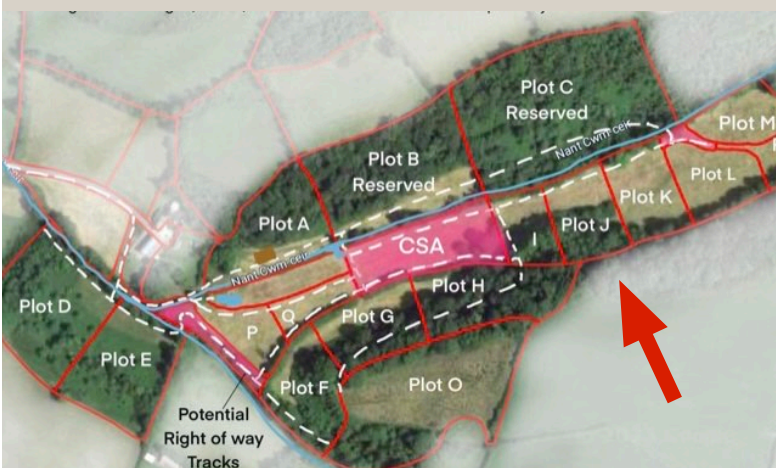 Plot C
Reserved
Plot M
Nant Cwm-ceir
Plot B
Reserved
Plot L
Plot K
Plot A
Plot J
I
CSA
Nant Cwm-ceir
Plot H
Plot D
Q
Plot G
P
Plot E
Plot F
Plot O
Potential
Right of way
Tracks